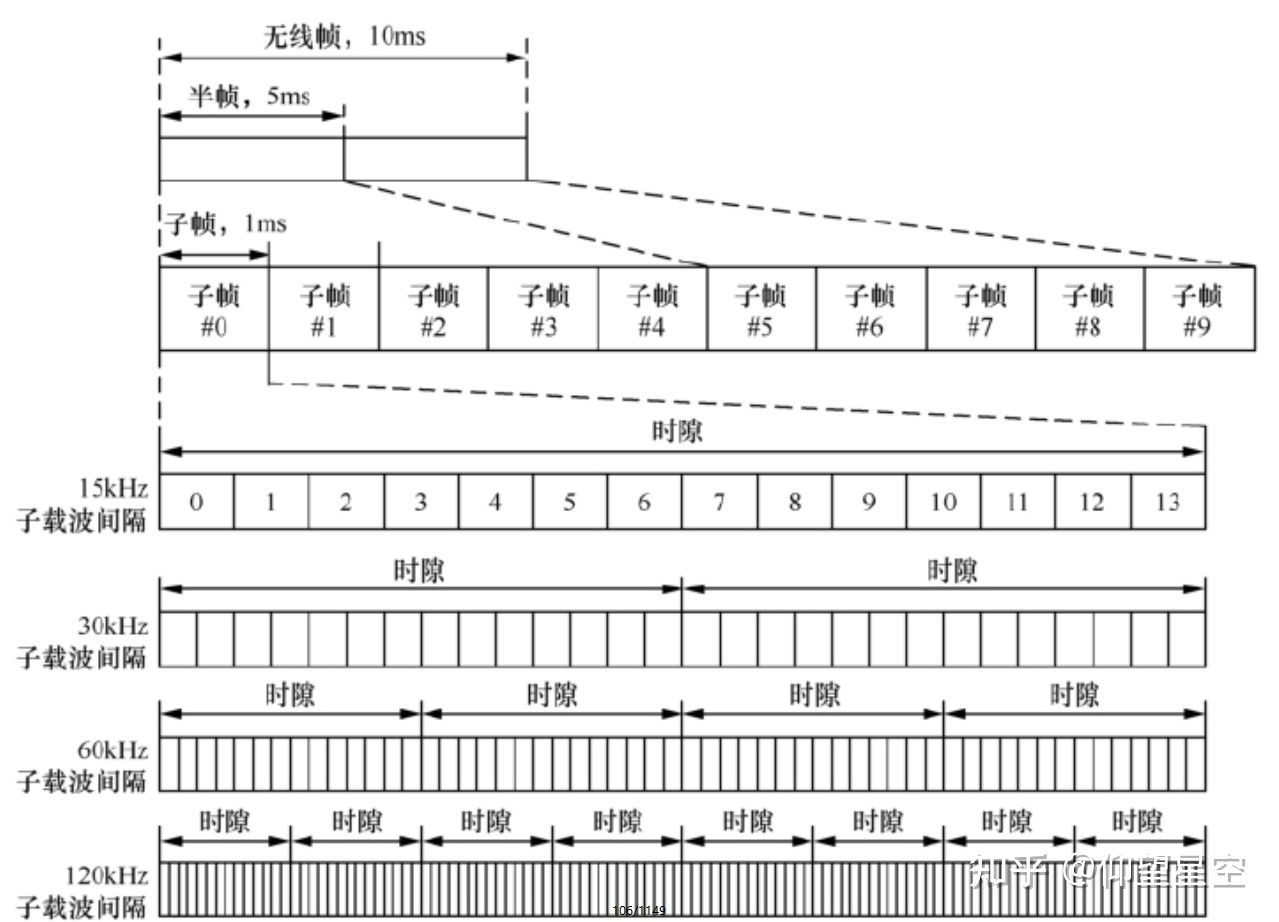 无线帧，10ms
半帧，5ms
子帧，1ms
子帧 子帧 子帧 子帧 子帧 子帧 子帧 子帧 子帧 子帧
#0 #1 #2 #3 #4 #5 #6 #7 #8 #9
时隙
15kHz
子载波间隔
0 1 2 3 4 5 6 7 8 9 10 11 12 13
时隙 时隙
30kHz
子载波间隔
时隙 时隙 时隙 时隙
60kHz
子载波间隔
时隙 时隙 时隙 时隙 时隙 时隙 时隙 时隙
120kHz
子载波间隔
知乎 @仰望星空
106/1149